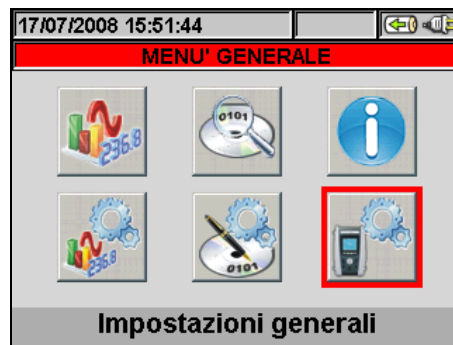 17/07/2008 15:51:44
MENU' GENERALE
236.8
0101
236.8
0101
Impostazioni generali